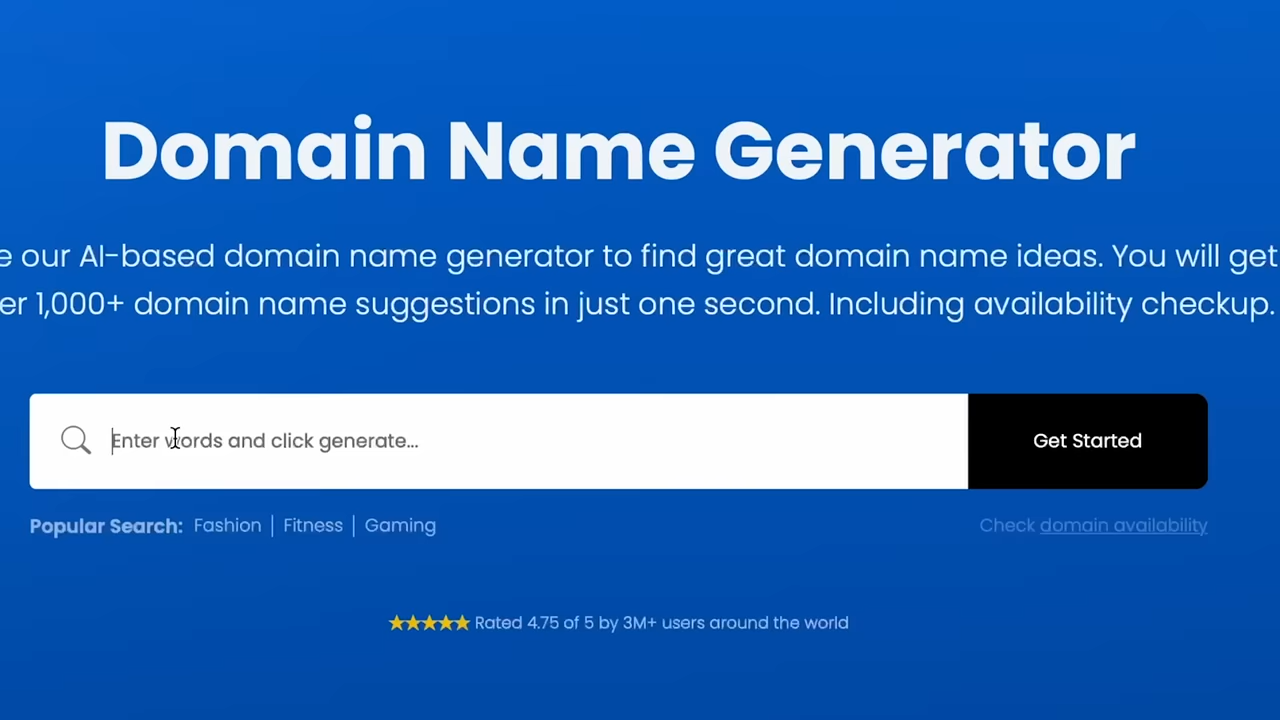 Domain Name Generator
e our AI-based domain name generator to find great domain name ideas. You will get
er 1,000+ domain name suggestions in just one second. Including availability checkup.
Enter words and click generate...
Get Started
Popular Search: Fashion | Fitness | Gaming
Check domain availability
Rated 4.75 of 5 by 3M+ users around the world